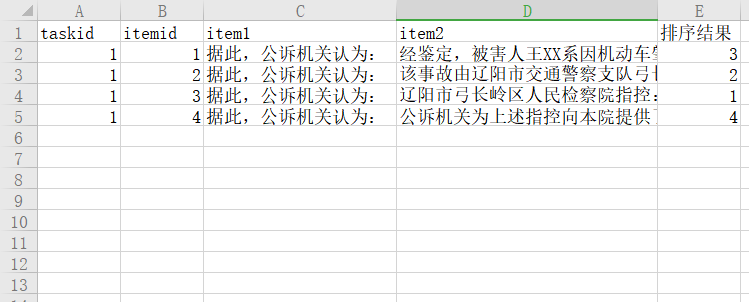 A B C D E
1 taskid itemid item1 item2 排序结果
2 1 1 据此，公诉机关认为： 经鉴定，被害人王XX系因机动车 3
3 1 2 据此，公诉机关认为： 该事故由辽阳市交通警察支队弓 2
4 1 3 据此，公诉机关认为： 辽阳市弓长岭区人民检察院指控： 1
5 1 4 据此，公诉机关认为： 公诉机关为上述指控向本院提供 4
6
7
8
9
10
11
12
13